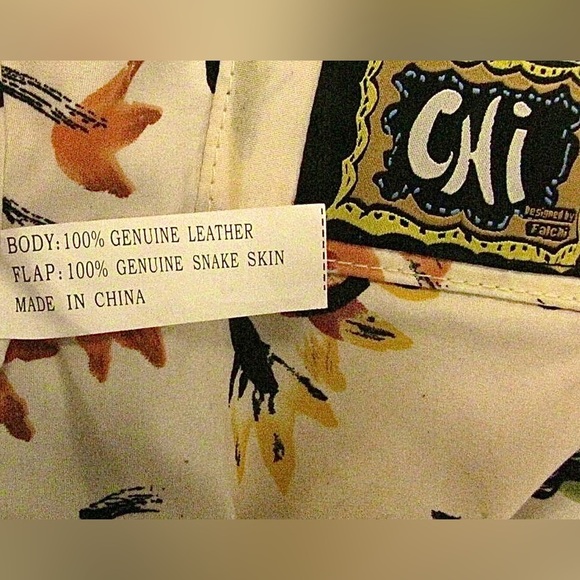 CHi
Designed by
Falchi
BODY: 100% GENUINE LEATHER
FLAP: 100% GENUINE SNAKE SKIN
MADE IN CHINA